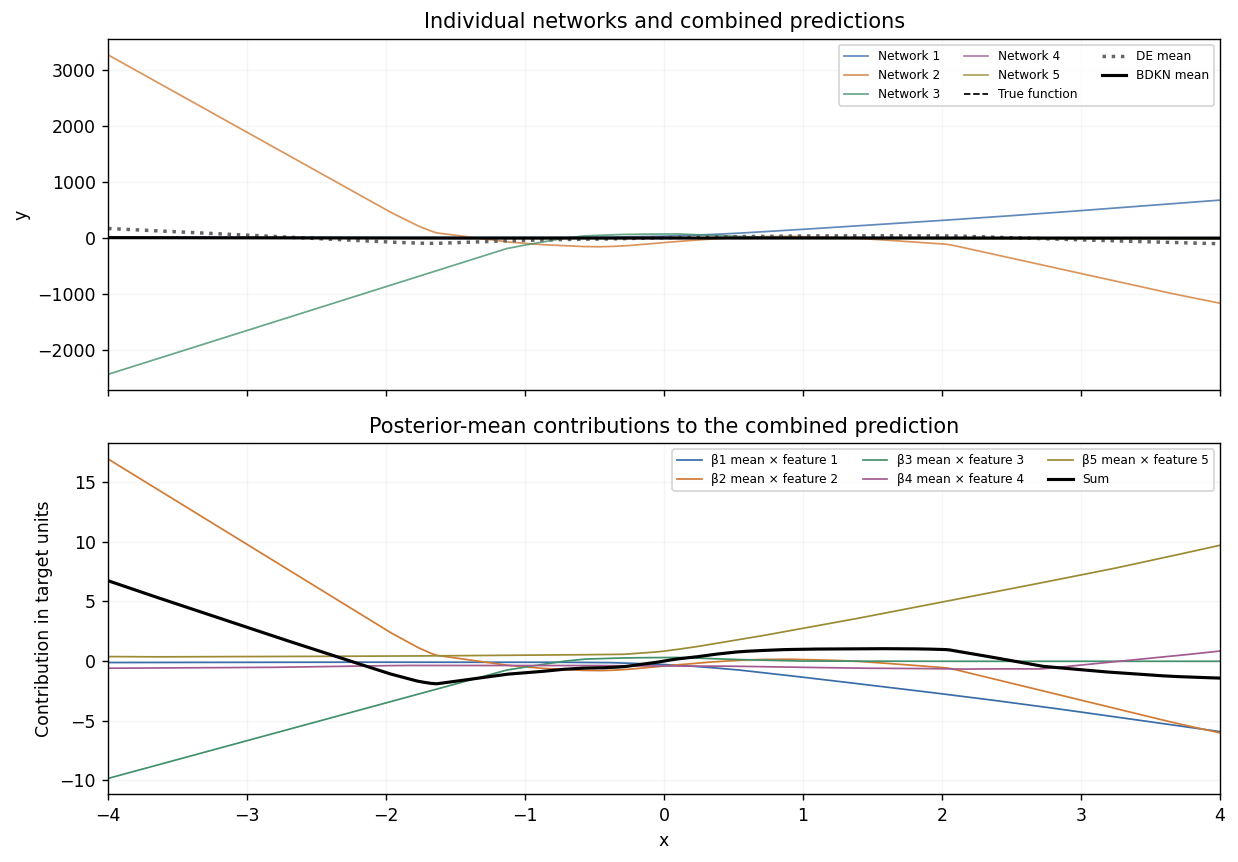 Individual networks and combined predictions
3000
2000
1000
0
−1000
−2000
y
Network 1
Network 2
Network 3
Network 4
Network 5
True function
DE mean
BDKN mean
Posterior-mean contributions to the combined prediction
15
10
5
0
−5
−10
Contribution in target units
β1 mean × feature 1
β2 mean × feature 2
β3 mean × feature 3
β4 mean × feature 4
β5 mean × feature 5
Sum
−4 −3 −2 −1 0 1 2 3 4
x